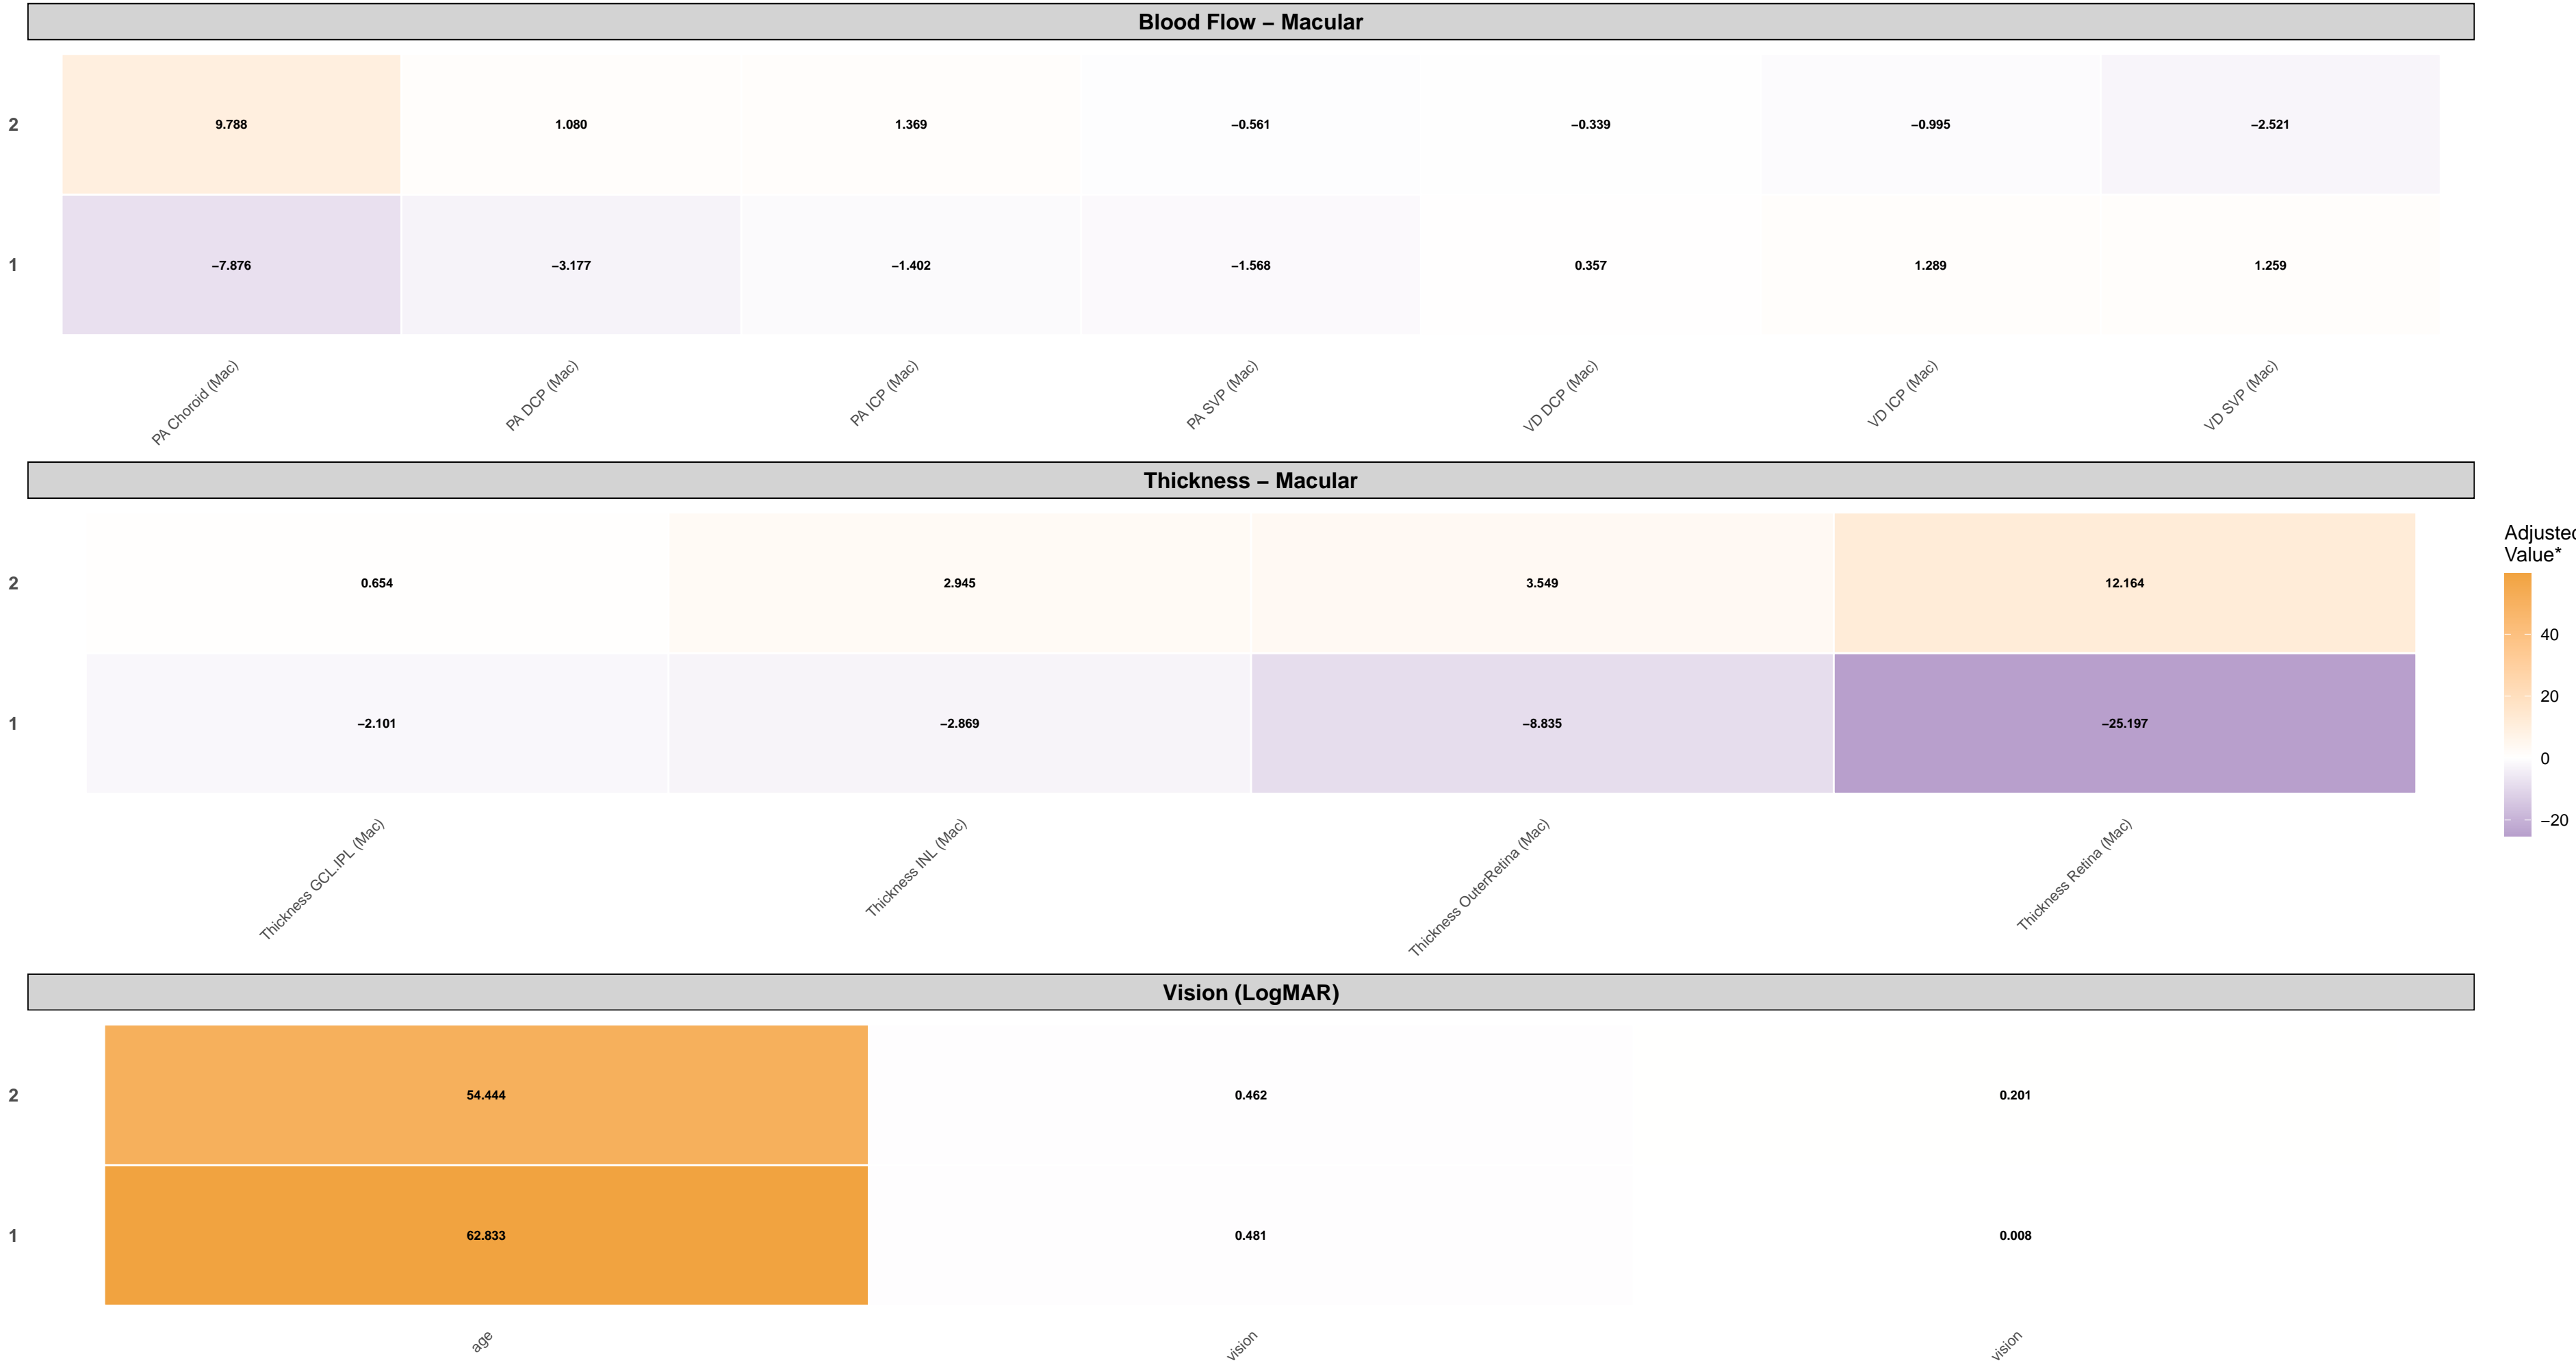 Blood Flow – Macular
2 9.788 1.080 1.369 −0.561 −0.339 −0.995 −2.521
1 −7.876 −3.177 −1.402 −1.568 0.357 1.289 1.259
PA Choroid (Mac) PA DCP (Mac) PA ICP (Mac) PA SVP (Mac) VD DCP (Mac) VD ICP (Mac) VD SVP (Mac)
Thickness – Macular
2 0.654 2.945 3.549 12.164
1 −2.101 −2.869 −8.835 −25.197
Thickness GCL.IPL (Mac) Thickness INL (Mac) Thickness OuterRetina (Mac) Thickness Retina (Mac)
Adjusted
Value*
40
20
0
−20
Vision (LogMAR)
2 54.444 0.462 0.201
1 62.833 0.481 0.008
age vision vision